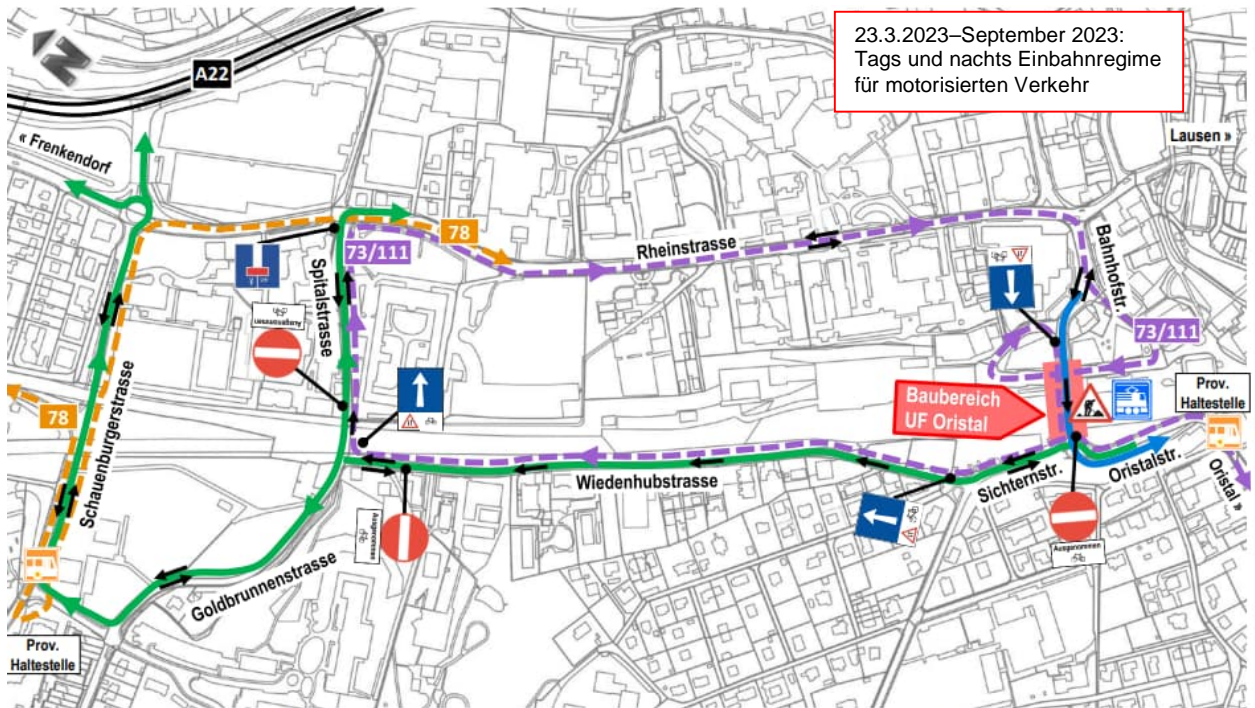 23.3.2023–September 2023:
Tags und nachts Einbahnregime
für motorisierten Verkehr
N
A22
« Frenkendorf
Lausen »
78
Rheinstrasse
73/111
Spitalstrasse
Bahnhofstr.
Ausgenommen
73/111
Schauenburgerstrasse
78
Baubereich
UF Oristal
Prov.
Haltestelle
Wiedenhubstrasse
Sichternstr.
Oristalstr.
Oristal »
Ausgenommen
Ausgenommen
Goldbrunnenstrasse
Prov.
Haltestelle